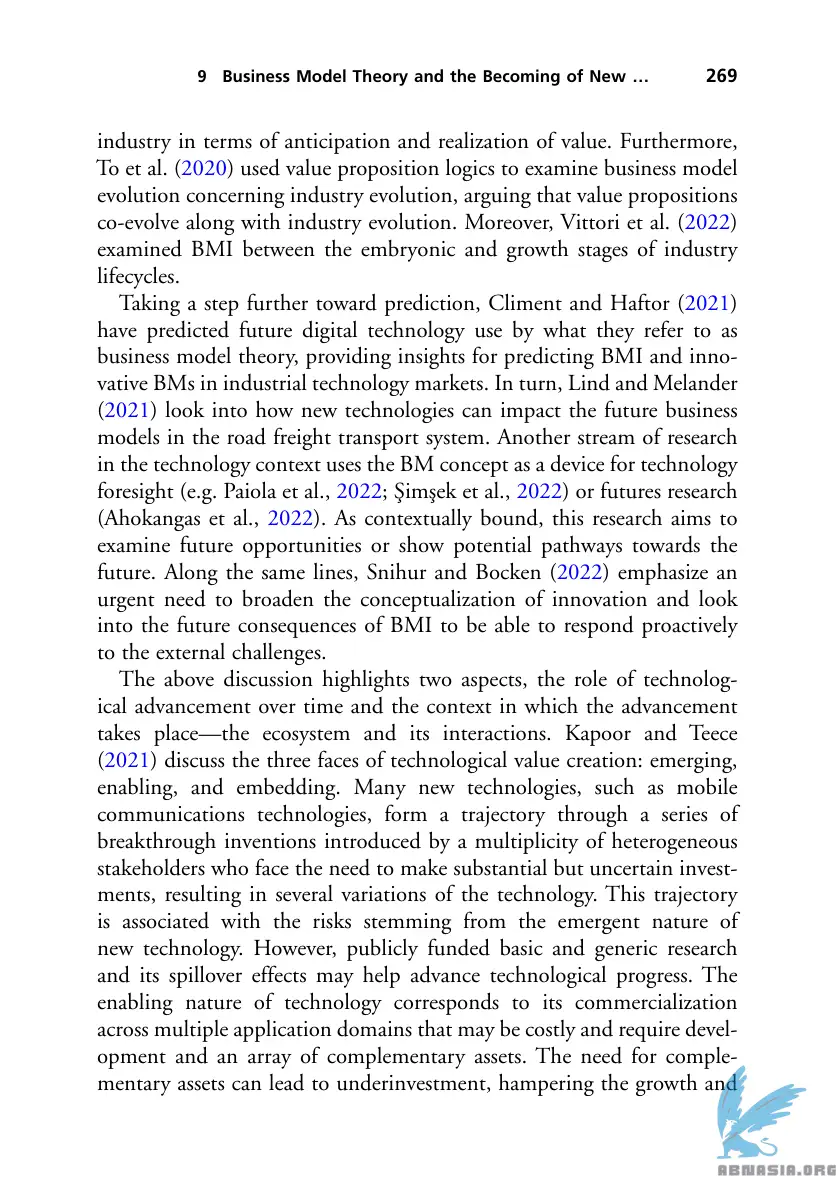 9 Business Model Theory and the Becoming of New … 269
industry in terms of anticipation and realization of value. Furthermore,
To et al. (2020) used value proposition logics to examine business model
evolution concerning industry evolution, arguing that value propositions
co-evolve along with industry evolution. Moreover, Vittori et al. (2022)
examined BMI between the embryonic and growth stages of industry
lifecycles.
Taking a step further toward prediction, Climent and Haftor (2021)
have predicted future digital technology use by what they refer to as
business model theory, providing insights for predicting BMI and inno-
vative BMs in industrial technology markets. In turn, Lind and Melander
(2021) look into how new technologies can impact the future business
models in the road freight transport system. Another stream of research
in the technology context uses the BM concept as a device for technology
foresight (e.g. Paiola et al., 2022; Şimşek et al., 2022) or futures research
(Ahokangas et al., 2022). As contextually bound, this research aims to
examine future opportunities or show potential pathways towards the
future. Along the same lines, Snihur and Bocken (2022) emphasize an
urgent need to broaden the conceptualization of innovation and look
into the future consequences of BMI to be able to respond proactively
to the external challenges.
The above discussion highlights two aspects, the role of technolog-
ical advancement over time and the context in which the advancement
takes place—the ecosystem and its interactions. Kapoor and Teece
(2021) discuss the three faces of technological value creation: emerging,
enabling, and embedding. Many new technologies, such as mobile
communications technologies, form a trajectory through a series of
breakthrough inventions introduced by a multiplicity of heterogeneous
stakeholders who face the need to make substantial but uncertain invest-
ments, resulting in several variations of the technology. This trajectory
is associated with the risks stemming from the emergent nature of
new technology. However, publicly funded basic and generic research
and its spillover effects may help advance technological progress. The
enabling nature of technology corresponds to its commercialization
across multiple application domains that may be costly and require devel-
opment and an array of complementary assets. The need for comple-
mentary assets can lead to underinvestment, hampering the growth and
ABNASIA.ORG